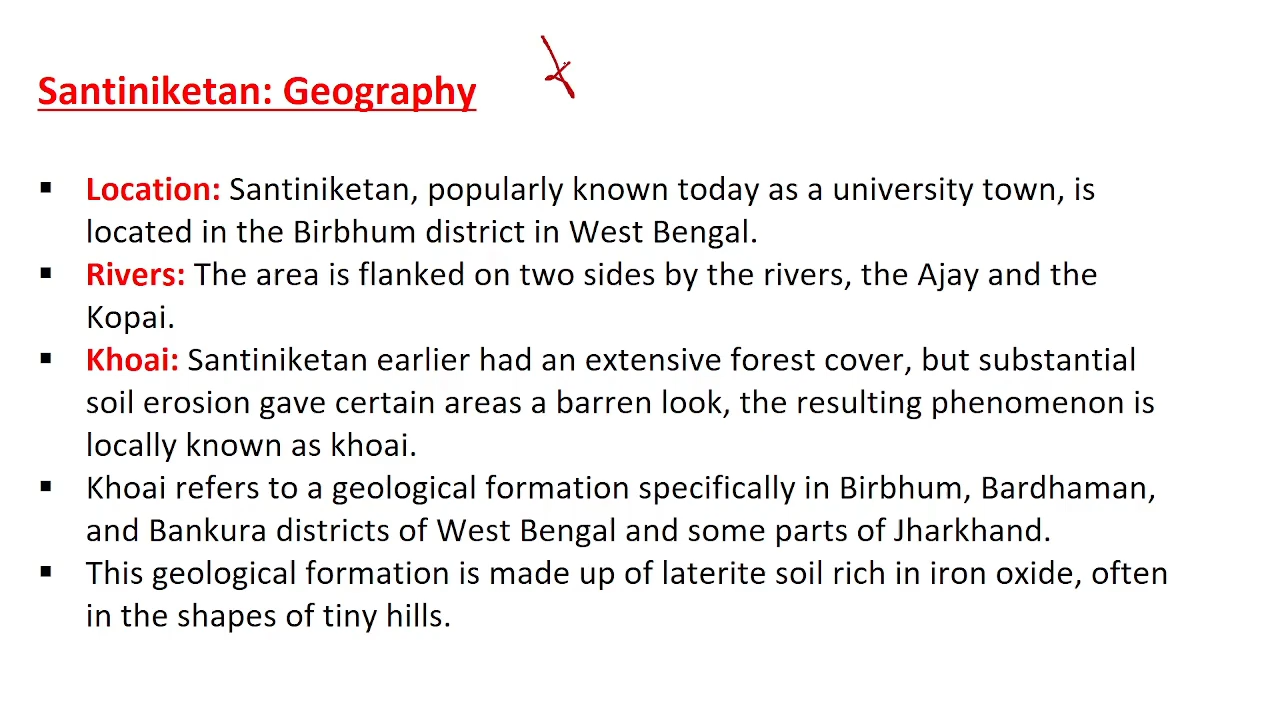 Santiniketan: Geography
▪ Location: Santiniketan, popularly known today as a university town, is
located in the Birbhum district in West Bengal.
▪ Rivers: The area is flanked on two sides by the rivers, the Ajay and the
Kopai.
▪ Khoai: Santiniketan earlier had an extensive forest cover, but substantial
soil erosion gave certain areas a barren look, the resulting phenomenon is
locally known as khoai.
▪ Khoai refers to a geological formation specifically in Birbhum, Bardhaman,
and Bankura districts of West Bengal and some parts of Jharkhand.
▪ This geological formation is made up of laterite soil rich in iron oxide, often
in the shapes of tiny hills.